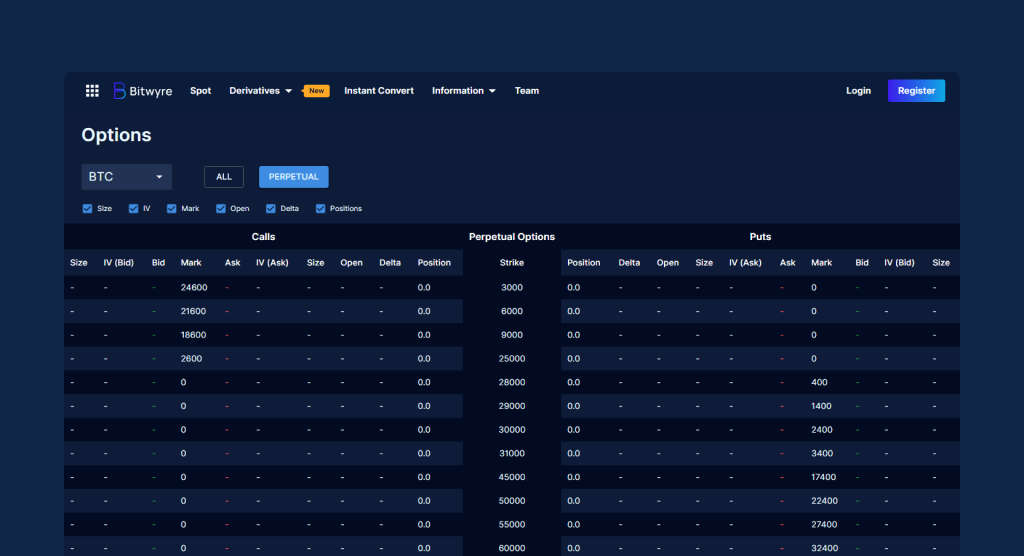 Bitwyre Spot Derivatives New Instant Convert Information Team Login Register
Options
BTC ALL PERPETUAL
Size IV Mark Open Delta Positions
Calls Perpetual Options Puts
Size IV (Bid) Bid Mark Ask IV (Ask) Size Open Delta Position Strike Position Delta Open Size IV (Ask) Ask Mark Bid IV (Bid) Size
- - - 24600 - - - - - 0.0 3000 0.0 - - - - - 0 - - -
- - - 21600 - - - - - 0.0 6000 0.0 - - - - - 0 - - -
- - - 18600 - - - - - 0.0 9000 0.0 - - - - - 0 - - -
- - - 2600 - - - - - 0.0 25000 0.0 - - - - - 0 - - -
- - - 0 - - - - - 0.0 28000 0.0 - - - - - 400 - - -
- - - 0 - - - - - 0.0 29000 0.0 - - - - - 1400 - - -
- - - 0 - - - - - 0.0 30000 0.0 - - - - - 2400 - - -
- - - 0 - - - - - 0.0 31000 0.0 - - - - - 3400 - - -
- - - 0 - - - - - 0.0 45000 0.0 - - - - - 17400 - - -
- - - 0 - - - - - 0.0 50000 0.0 - - - - - 22400 - - -
- - - 0 - - - - - 0.0 55000 0.0 - - - - - 27400 - - -
- - - 0 - - - - - 0.0 60000 0.0 - - - - - 32400 - - -